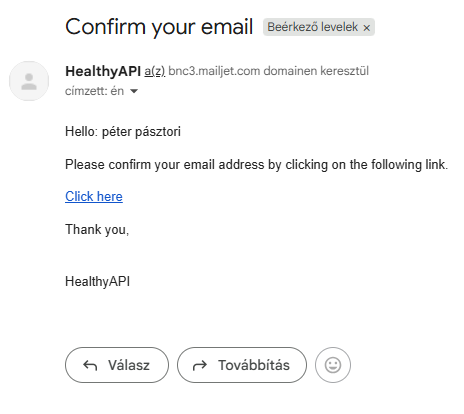 Confirm your email Beérkező levelek ×
HealthyAPI a(z) bnc3.mailjet.com domainen keresztül
címzett: én
Hello: péter pásztori
Please confirm your email address by clicking on the following link.
Click here
Thank you,
HealthyAPI
Válasz Továbbítás